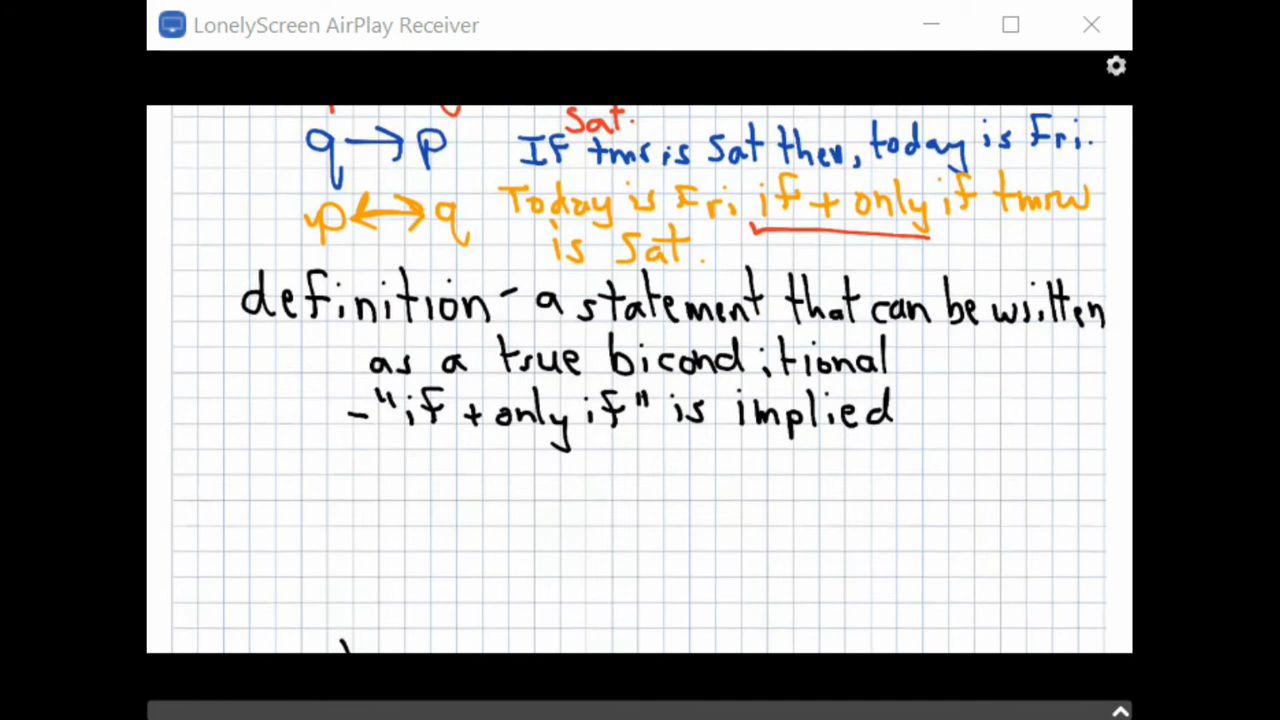 LonelyScreen AirPlay Receiver
Sat.
q → p If tmr is Sat then, today is Fri.
p ↔ q Today is Fri if + only if tmrw
is Sat.
definition - a statement that can be written
as a true biconditional
- "if + only if" is implied